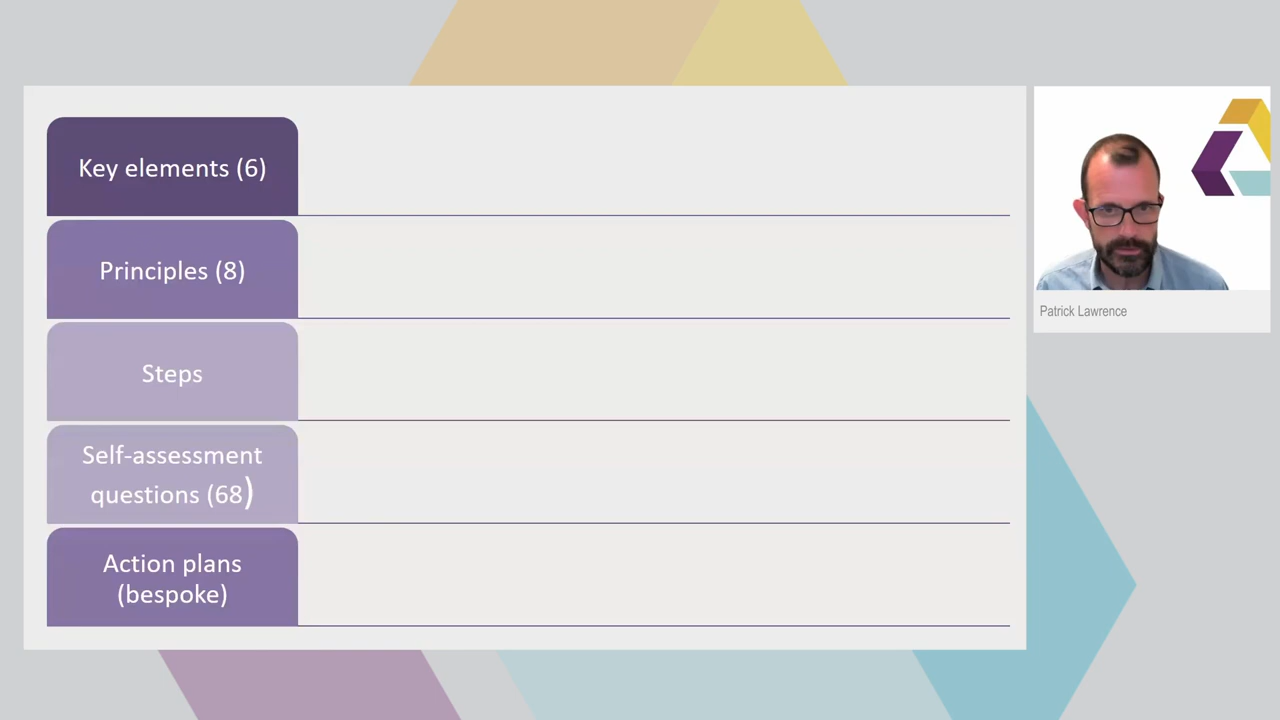 Key elements (6)
Principles (8)
Steps
Self-assessment
questions (68)
Action plans
(bespoke)
Patrick Lawrence